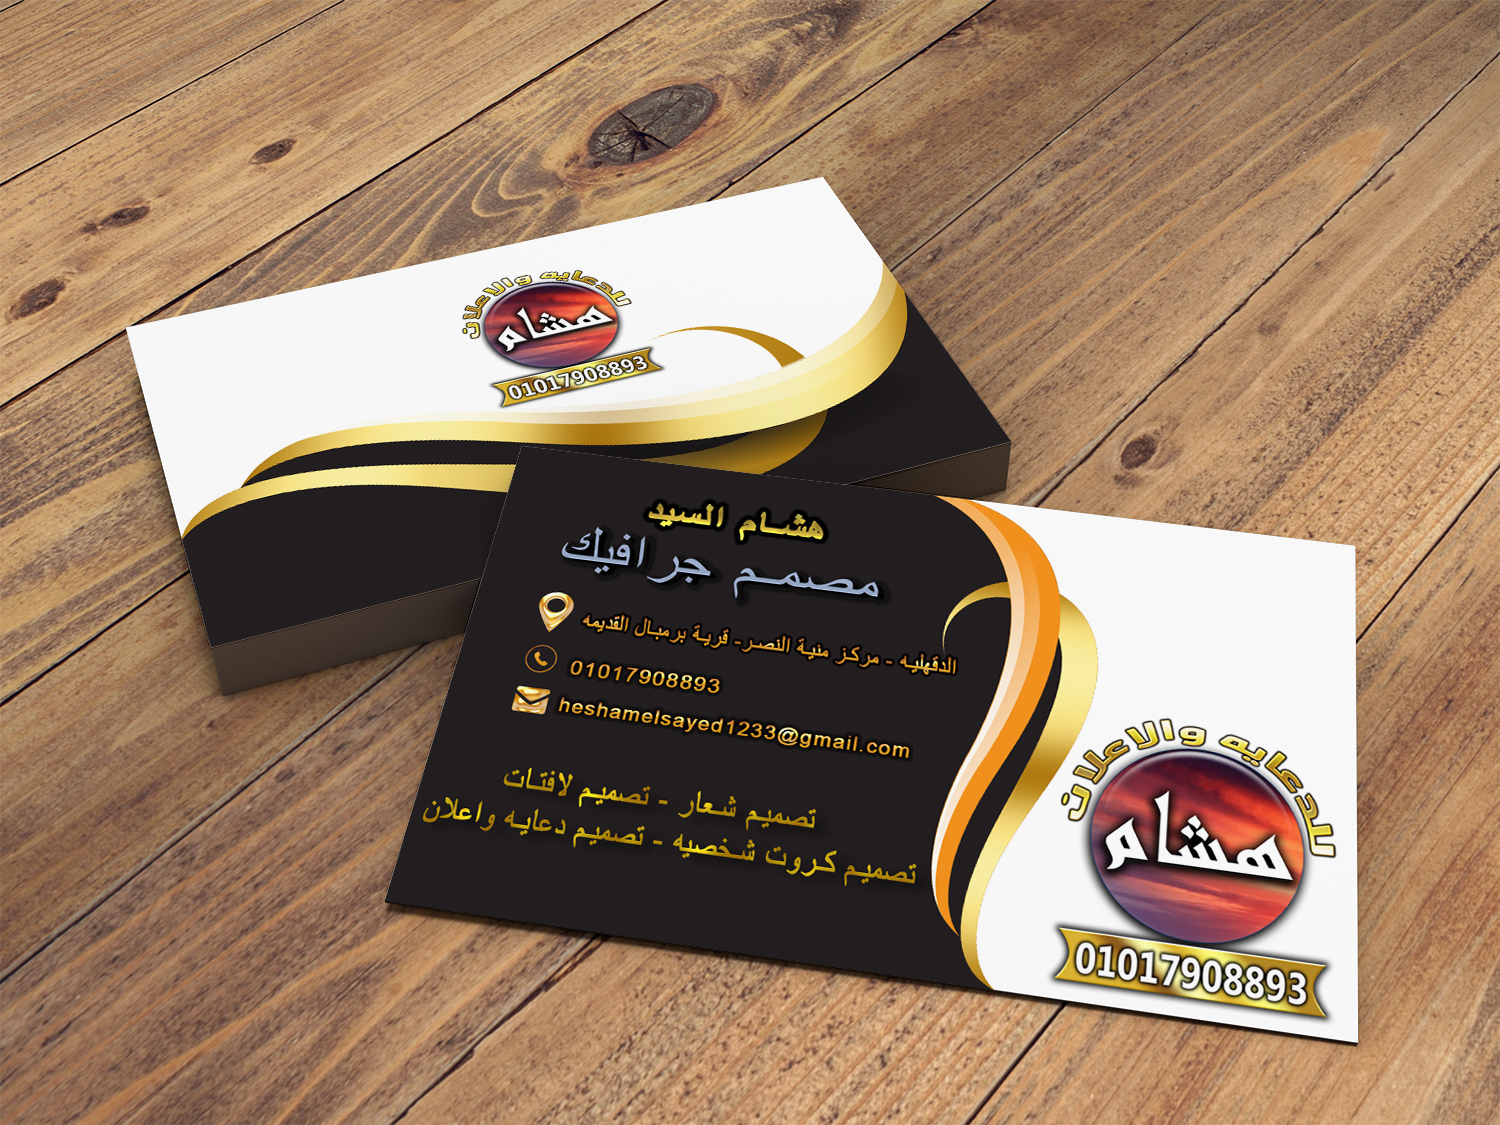 للدعايه والاعلان
هشام
01017908893
هشام السيد
مصمم جرافيك
الدقهليه - مركز منية النصر- قرية برمبال القديمه
01017908893
heshamelsayed1233@gmail.com
تصميم شعار - تصميم لافتات
تصميم كروت شخصيه - تصميم دعايه واعلان
للدعايه والاعلان
هشام
01017908893